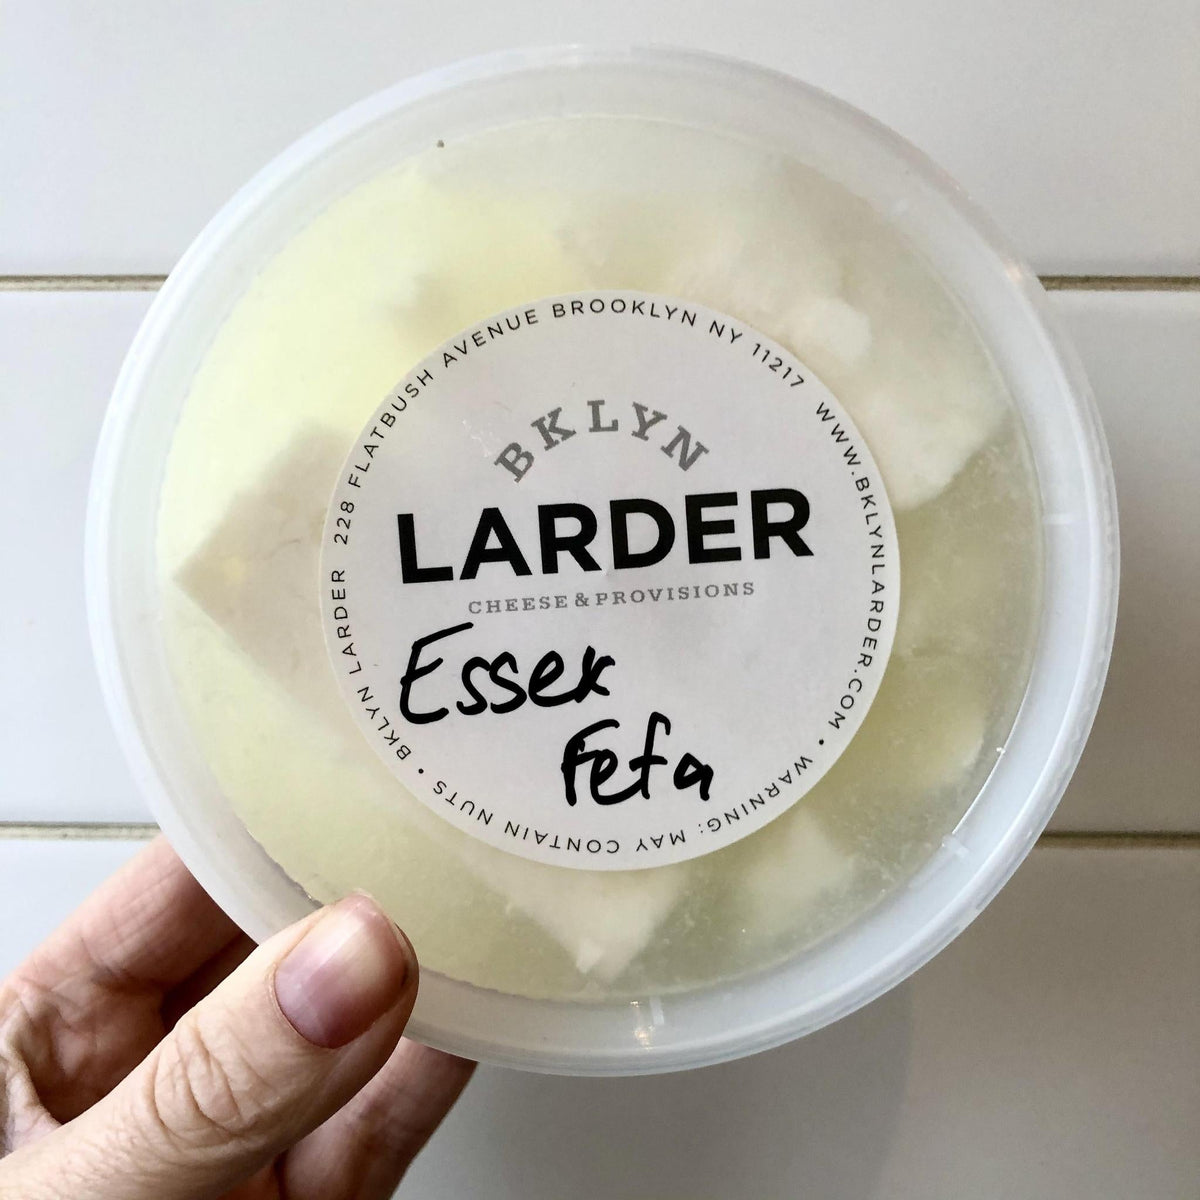 BKLYN LARDER 228 FLATBUSH AVENUE BROOKLYN NY 11217 WWW.BKLYNLARDER.COM • WARNING: MAY CONTAIN NUTS •
BKLYN
LARDER
CHEESE & PROVISIONS
Essex
Feta